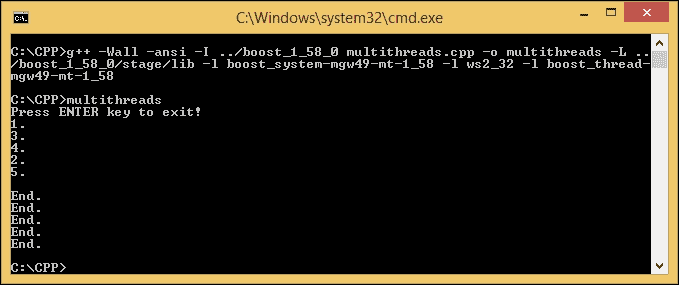 C:\Windows\system32\cmd.exe
C:\CPP>g++ -Wall -ansi -I ../boost_1_58_0 multithreads.cpp -o multithreads -L ..
/boost_1_58_0/stage/lib -l boost_system-mgw49-mt-1_58 -l ws2_32 -l boost_thread-
mgw49-mt-1_58
C:\CPP>multithreads
Press ENTER key to exit!
1.
3.
4.
2.
5.
End.
End.
End.
End.
End.
C:\CPP>